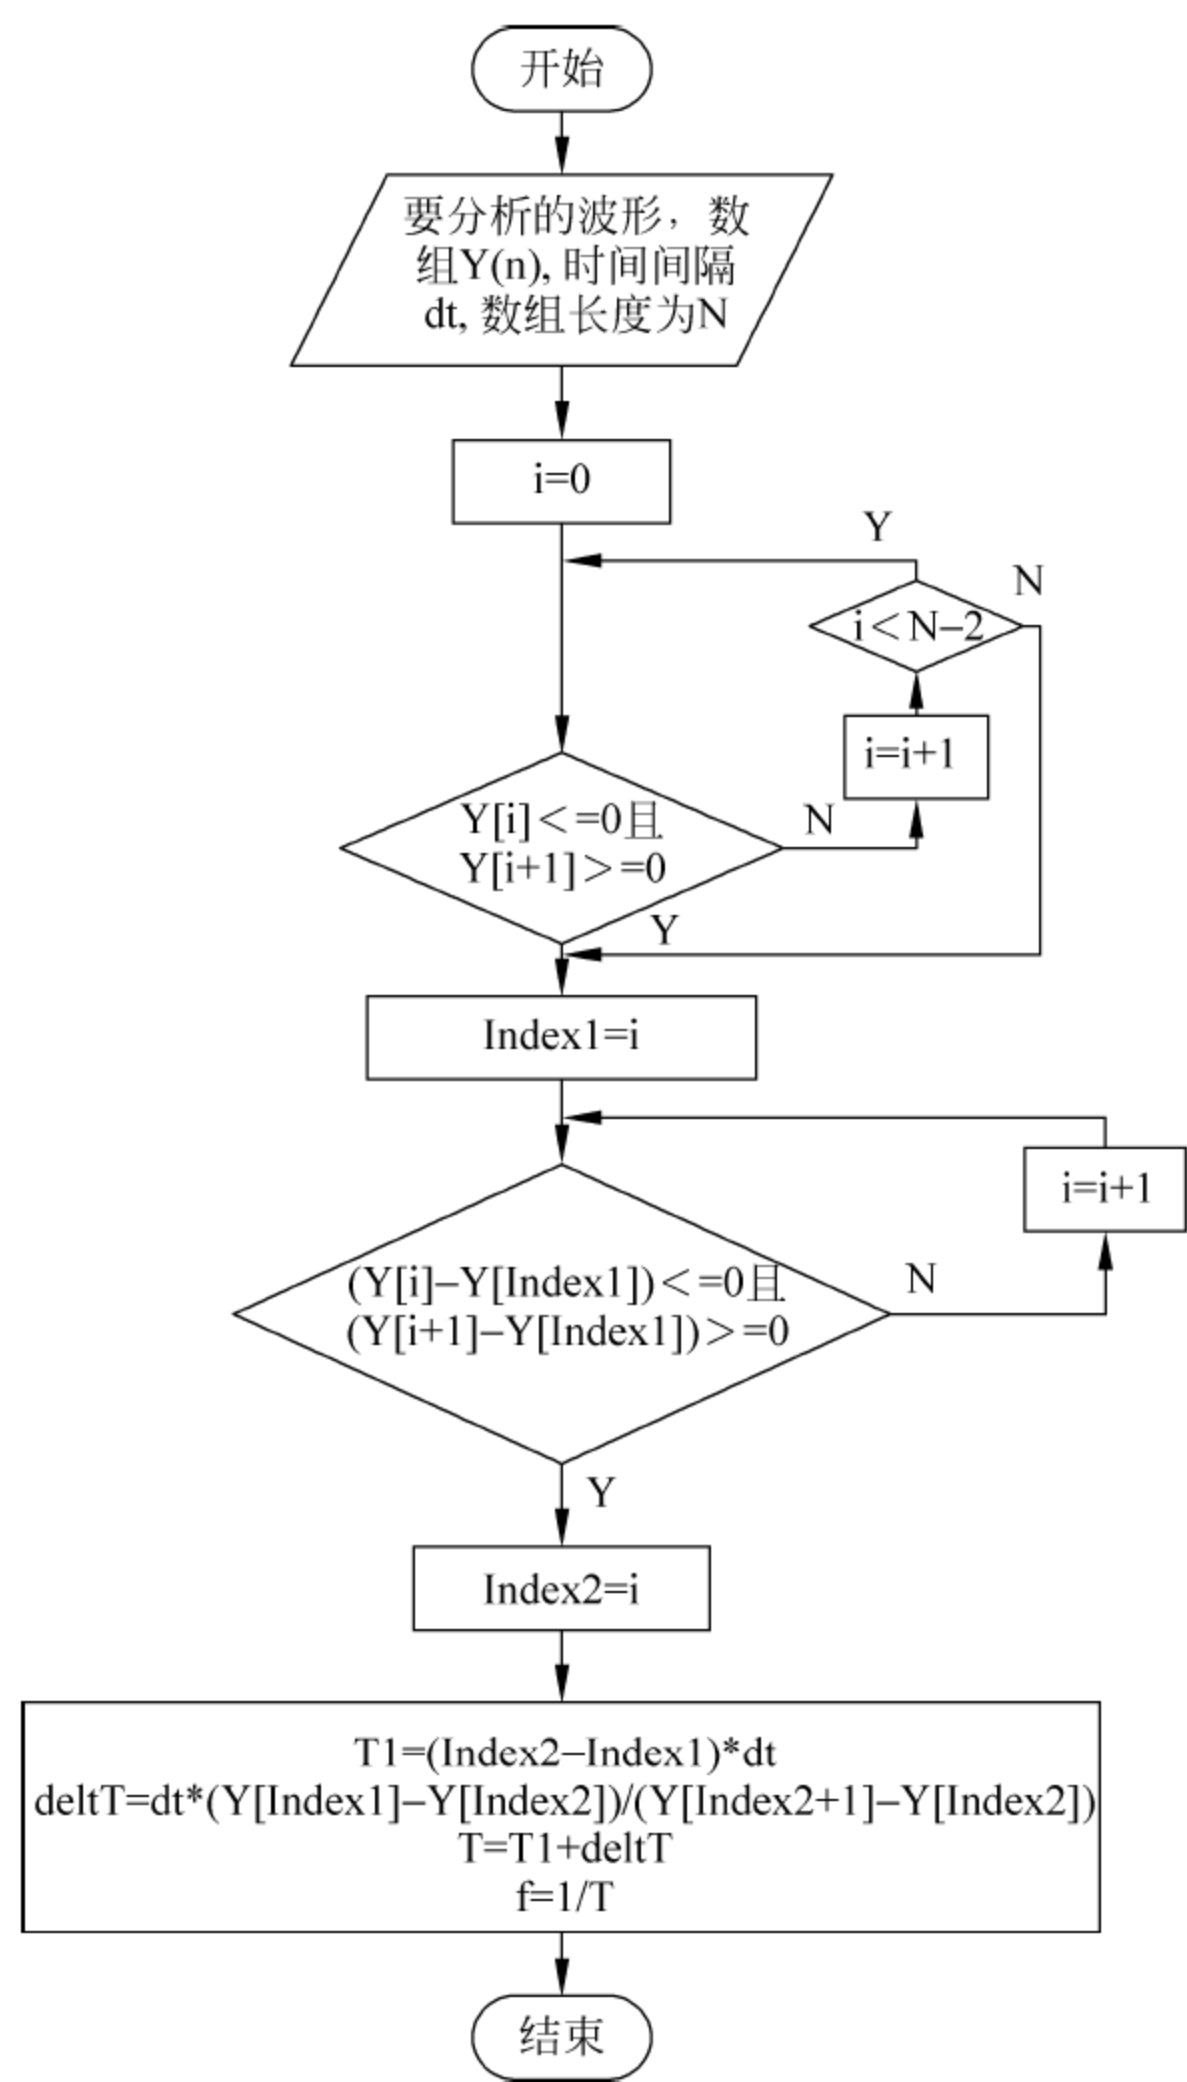 开始
要分析的波形，数
组Y(n), 时间间隔
dt, 数组长度为N
i=0
Y
N
i＜N−2
i=i+1
Y[i]＜=0且
Y[i+1]＞=0
N
Y
Index1=i
i=i+1
(Y[i]−Y[Index1])＜=0且
(Y[i+1]−Y[Index1])＞=0
N
Y
Index2=i
T1=(Index2−Index1)*dt
deltT=dt*(Y[Index1]−Y[Index2])/(Y[Index2+1]−Y[Index2])
T=T1+deltT
f=1/T
结束